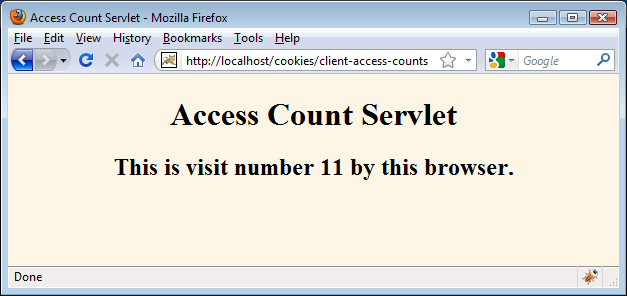 Access Count Servlet - Mozilla Firefox
File Edit View History Bookmarks Tools Help
http://localhost/cookies/client-access-counts Google
Access Count Servlet
This is visit number 11 by this browser.
Done